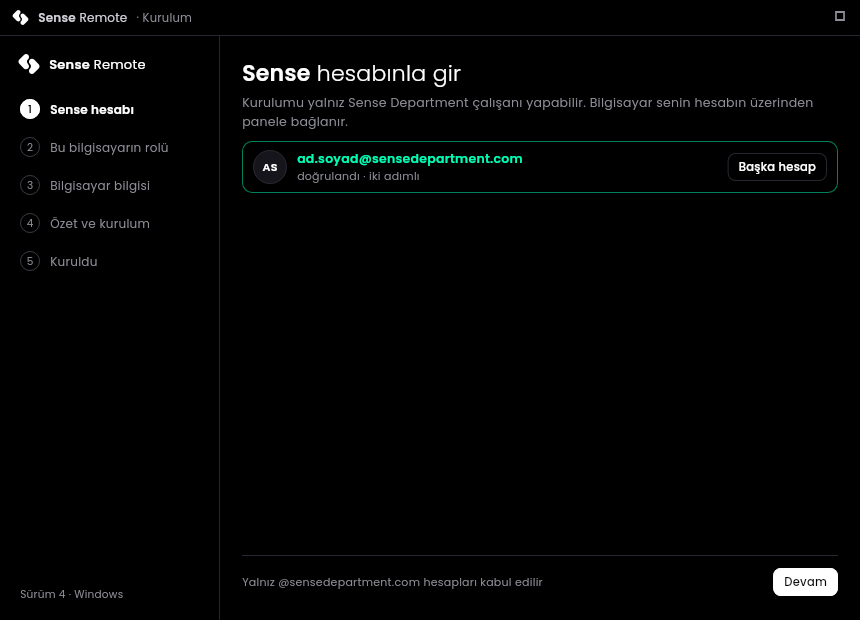 Sense Remote · Kurulum
Sense Remote
1 Sense hesabı
2 Bu bilgisayarın rolü
3 Bilgisayar bilgisi
4 Özet ve kurulum
5 Kuruldu
Sürüm 4 · Windows
Sense hesabınla gir
Kurulumu yalnız Sense Department çalışanı yapabilir. Bilgisayar senin hesabın üzerinden
panele bağlanır.
AS
ad.soyad@sensedepartment.com
doğrulandı · iki adımlı
Başka hesap
Yalnız @sensedepartment.com hesapları kabul edilir
Devam